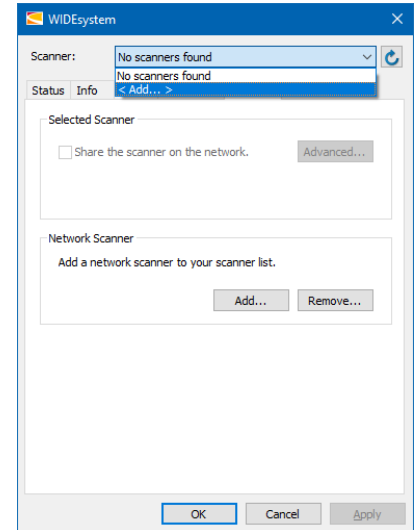 WIDEsystem
Scanner: No scanners found
No scanners found
< Add... >
Status Info
Selected Scanner
Share the scanner on the network. Advanced...
Network Scanner
Add a network scanner to your scanner list.
Add... Remove...
OK Cancel Apply